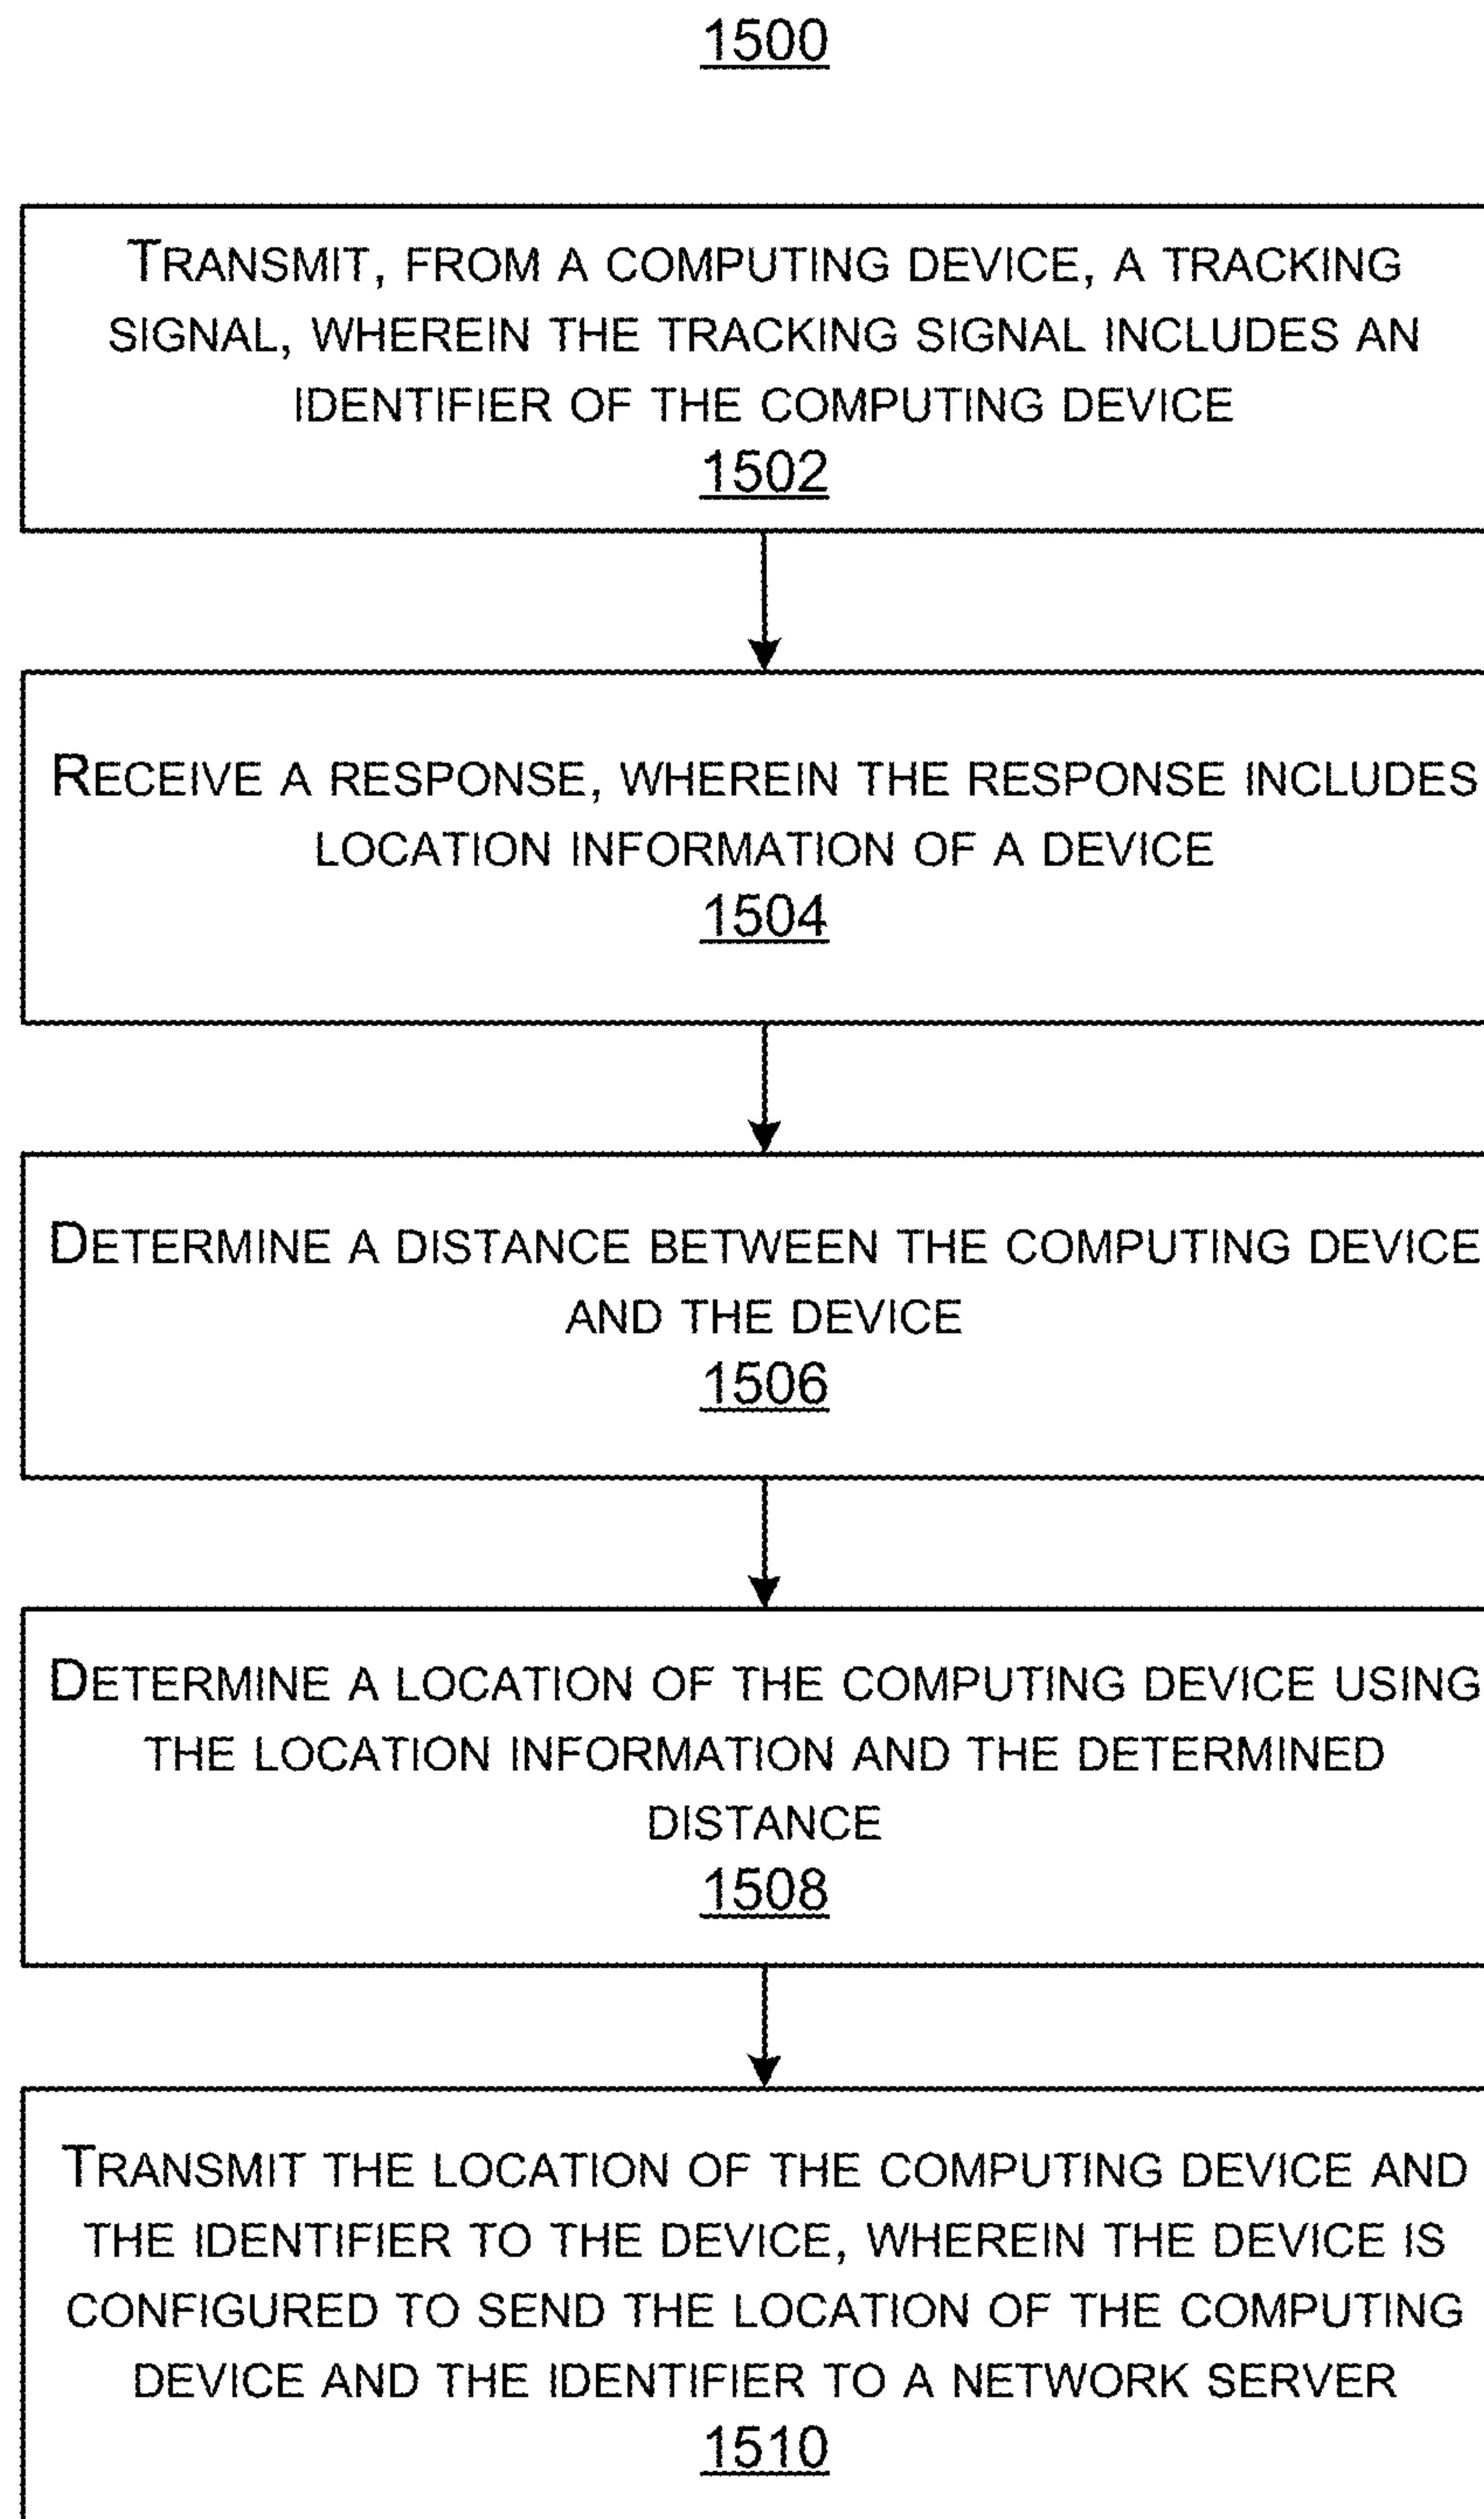 1500
TRANSMIT, FROM A COMPUTING DEVICE, A TRACKING
SIGNAL, WHEREIN THE TRACKING SIGNAL INCLUDES AN
IDENTIFIER OF THE COMPUTING DEVICE
1502
RECEIVE A RESPONSE, WHEREIN THE RESPONSE INCLUDES
LOCATION INFORMATION OF A DEVICE
1504
DETERMINE A DISTANCE BETWEEN THE COMPUTING DEVICE
AND THE DEVICE
1506
DETERMINE A LOCATION OF THE COMPUTING DEVICE USING
THE LOCATION INFORMATION AND THE DETERMINED
DISTANCE
1508
TRANSMIT THE LOCATION OF THE COMPUTING DEVICE AND
THE IDENTIFIER TO THE DEVICE, WHEREIN THE DEVICE IS
CONFIGURED TO SEND THE LOCATION OF THE COMPUTING
DEVICE AND THE IDENTIFIER TO A NETWORK SERVER
1510